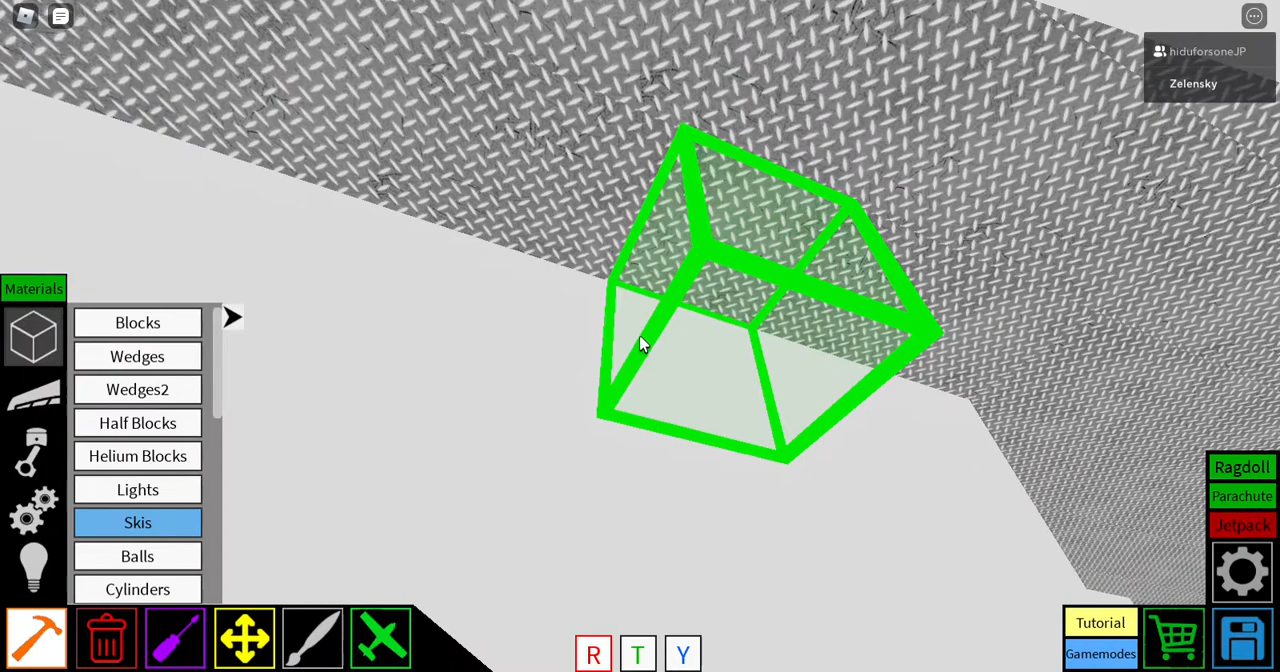 hiduforsoneJP
Zelensky
Materials
Blocks
Wedges
Wedges2
Half Blocks
Helium Blocks
Lights
Skis
Balls
Cylinders
Ragdoll
Parachute
Jetpack
Tutorial
Gamemodes
R T Y